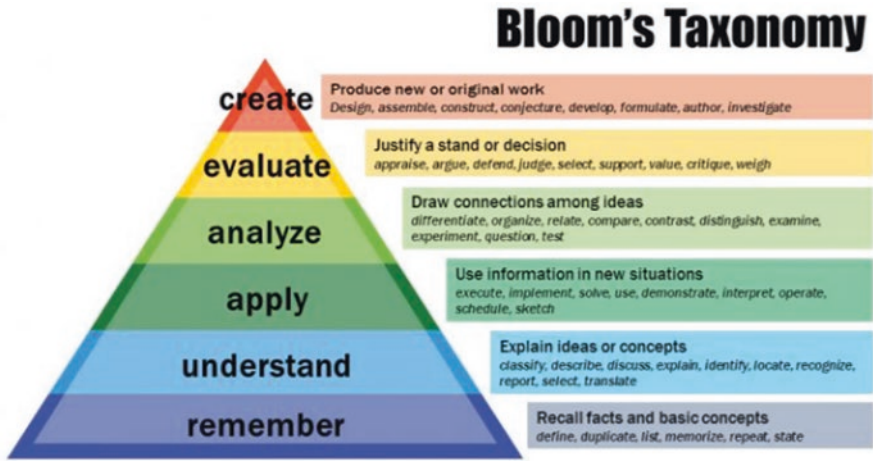 Bloom's Taxonomy
create
Produce new or original work
Design, assemble, construct, conjecture, develop, formulate, author, investigate
evaluate
Justify a stand or decision
appraise, argue, defend, judge, select, support, value, critique, weigh
analyze
Draw connections among ideas
differentiate, organize, relate, compare, contrast, distinguish, examine,
experiment, question, test
apply
Use information in new situations
execute, implement, solve, use, demonstrate, interpret, operate,
schedule, sketch
understand
Explain ideas or concepts
classify, describe, discuss, explain, identify, locate, recognize,
report, select, translate
remember
Recall facts and basic concepts
define, duplicate, list, memorize, repeat, state